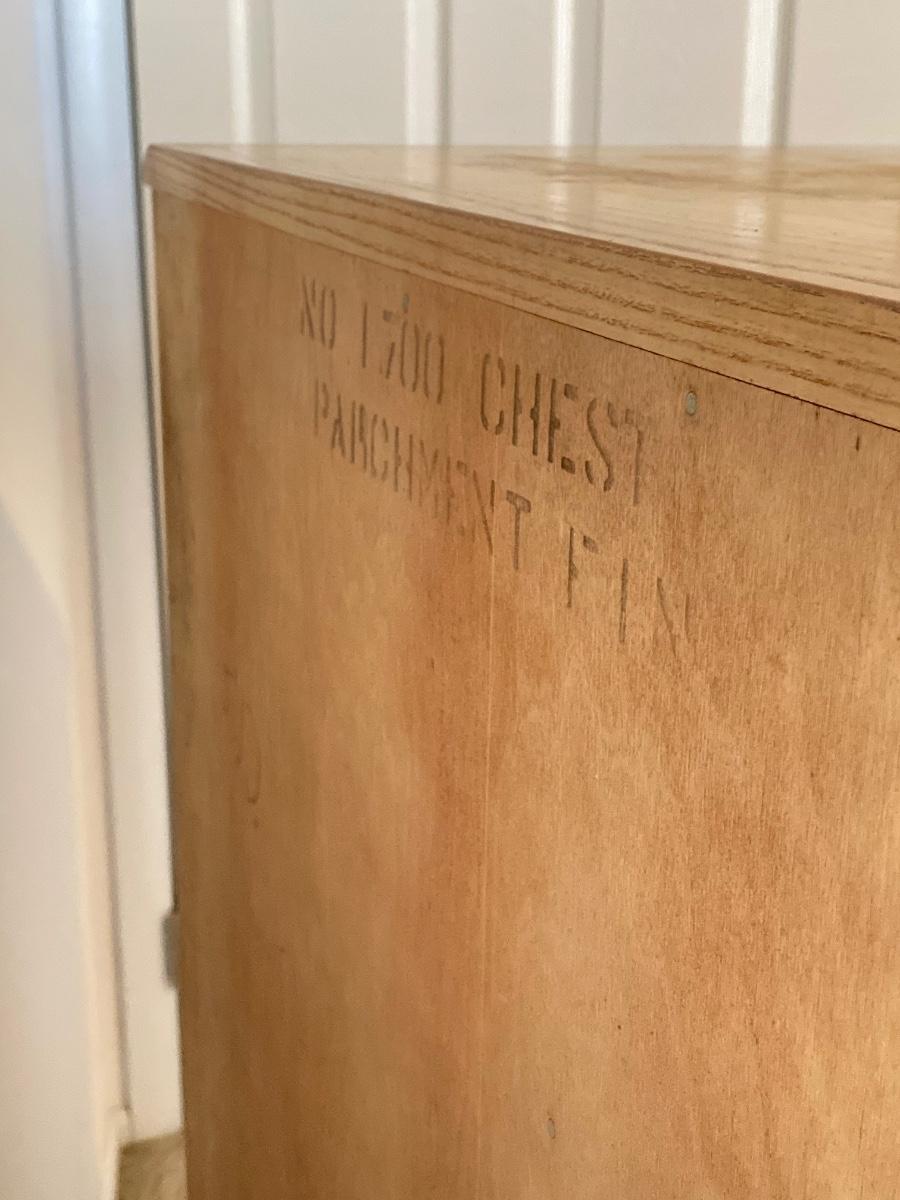 NO 1700 CHEST
PARCHMENT FIN